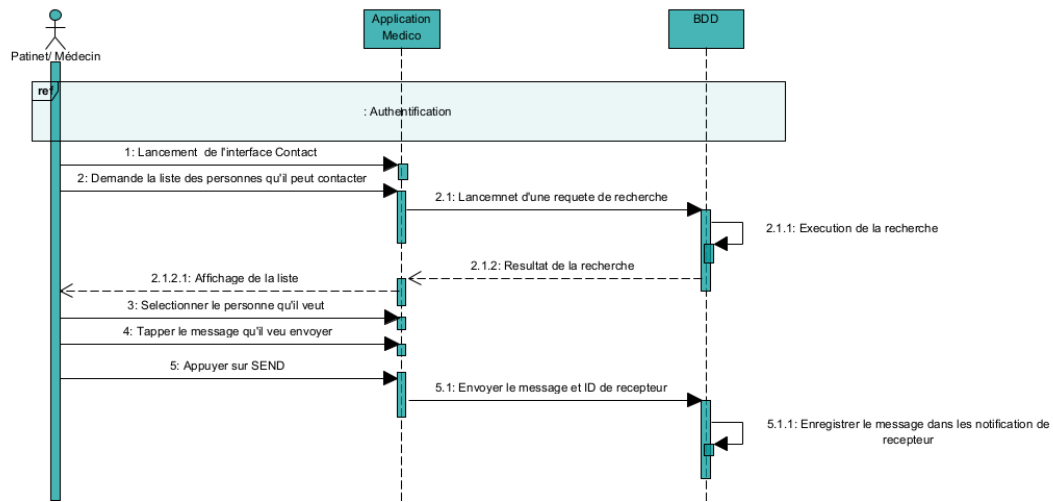 Application
Medico
BDD
Patinet/ Médecin
ref
: Authentification
1: Lancement de l'interface Contact
2: Demande la liste des personnes qu'il peut contacter
2.1: Lancemnet d'une requete de recherche
2.1.1: Execution de la recherche
2.1.2: Resultat de la recherche
2.1.2.1: Affichage de la liste
3: Selectionner le personne qu'il veut
4: Tapper le message qu'il veu envoyer
5: Appuyer sur SEND
5.1: Envoyer le message et ID de recepteur
5.1.1: Enregistrer le message dans les notification de
recepteur